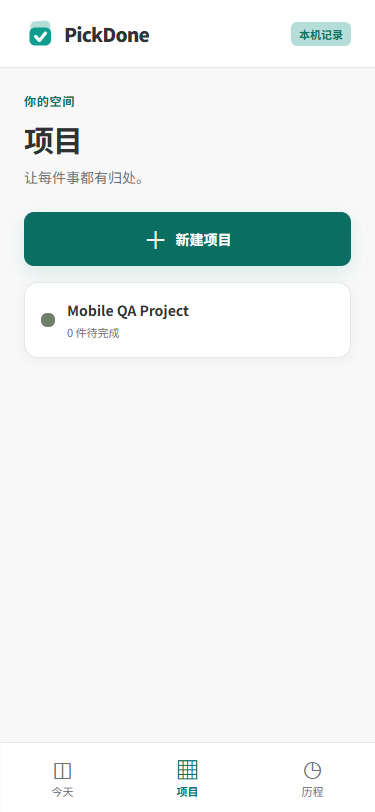 PickDone
本机记录
你的空间
项目
让每件事都有归处。
新建项目
Mobile QA Project
0 件待完成
今天
项目
历程